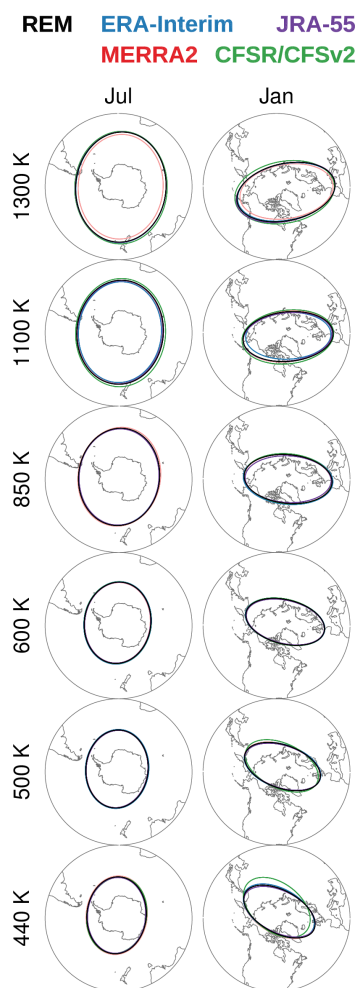 REM ERA-Interim JRA-55
MERRA2 CFSR/CFSv2
Jul Jan
1300 K
1100 K
850 K
600 K
500 K
440 K